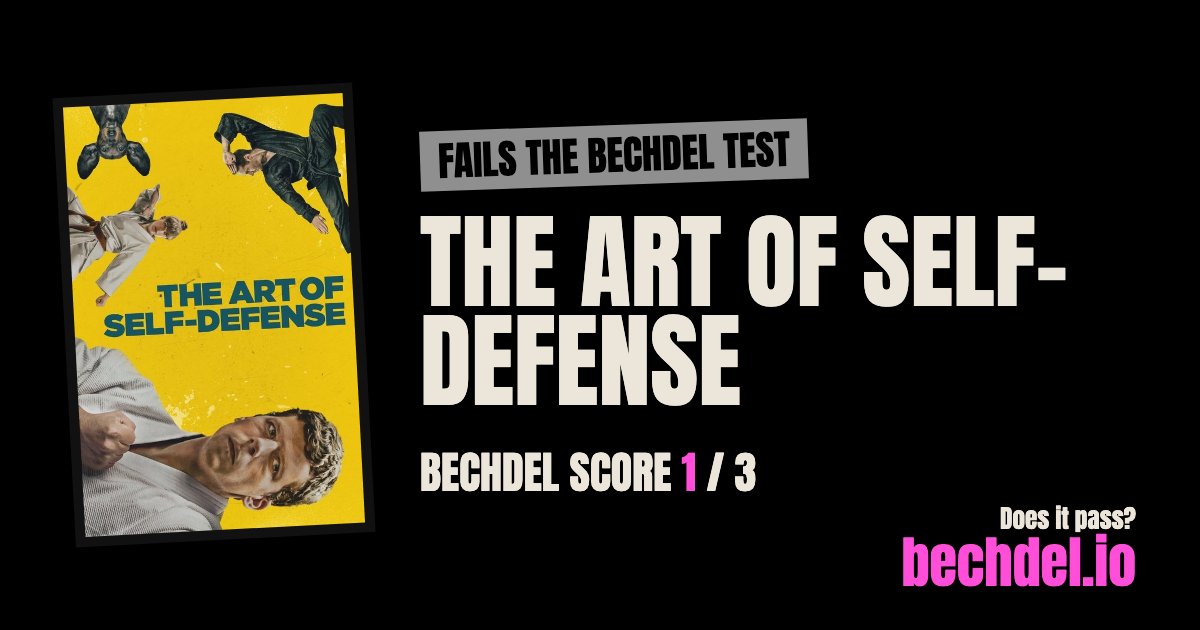 THE ART OF
SELF-DEFENSE
FAILS THE BECHDEL TEST
THE ART OF SELF-
DEFENSE
BECHDEL SCORE 1 / 3
Does it pass?
bechdel.io